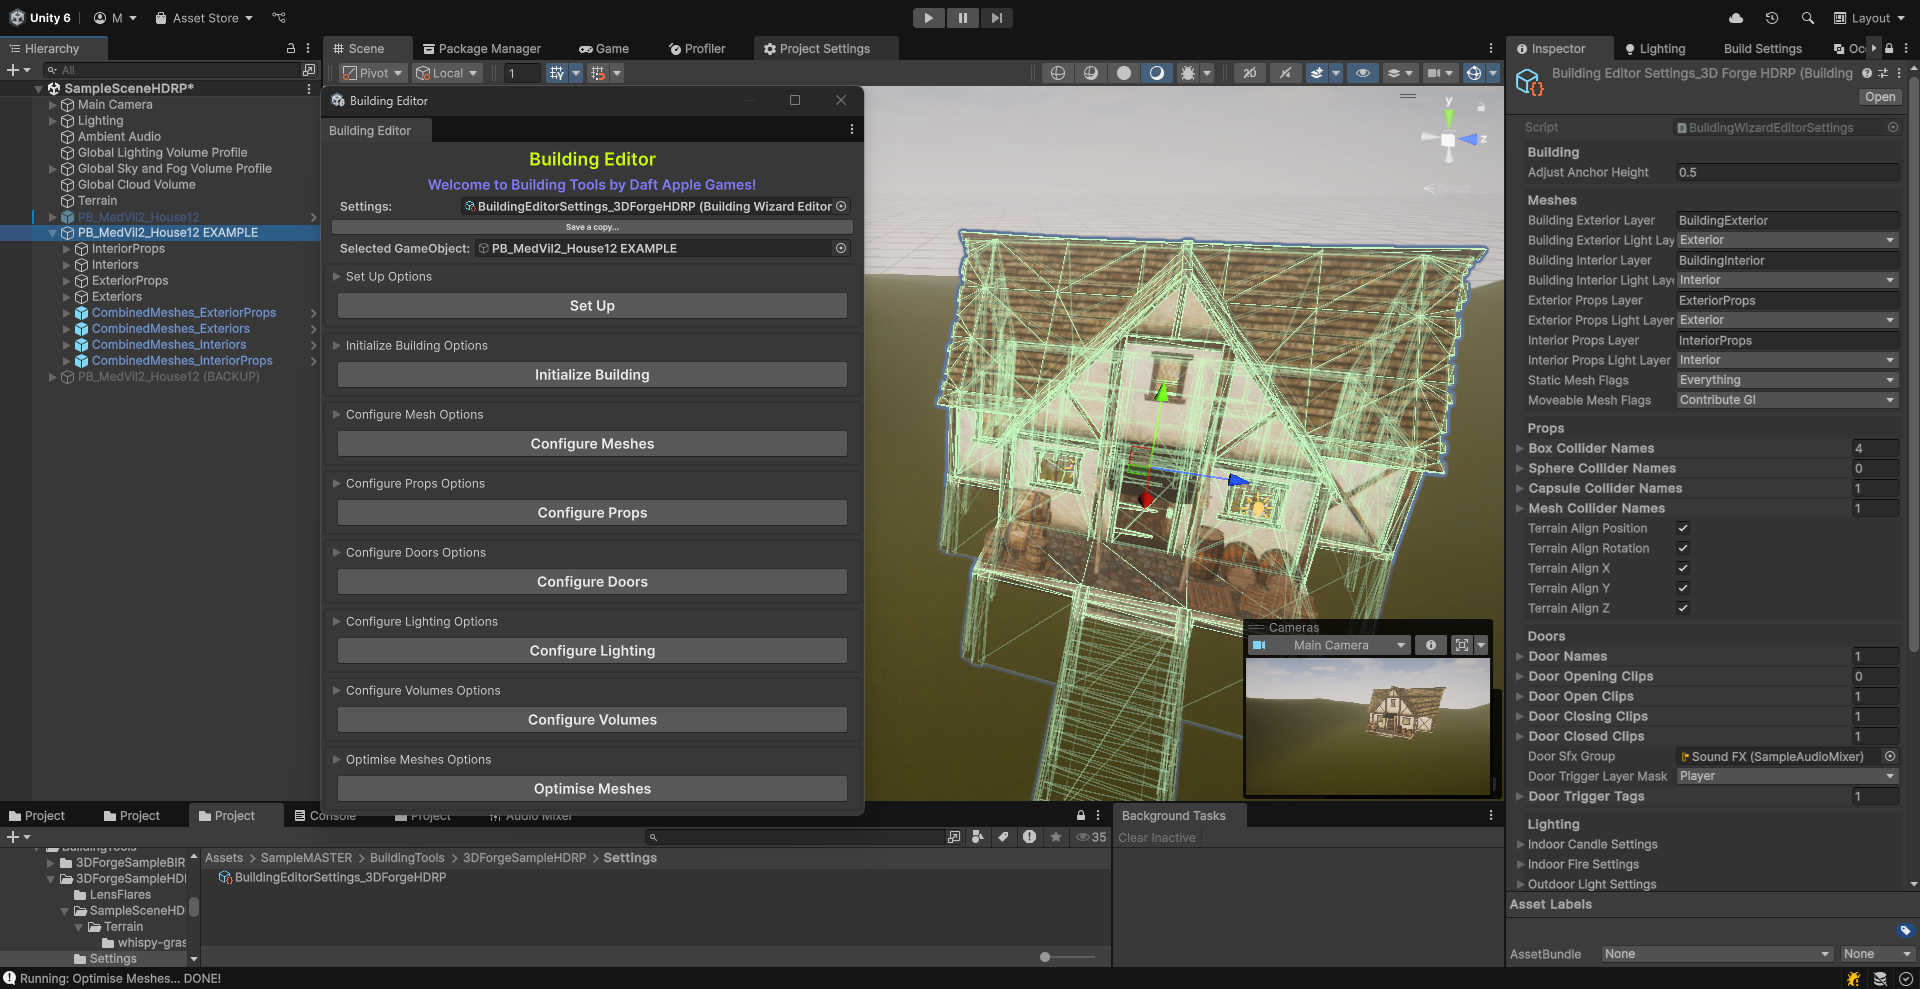 Unity 6
M
Asset Store
Layout
Hierarchy
All
SampleSceneHDRP*
Main Camera
Lighting
Ambient Audio
Global Lighting Volume Profile
Global Sky and Fog Volume Profile
Global Cloud Volume
Terrain
PB_MedVil2_House12
PB_MedVil2_House12 EXAMPLE
InteriorProps
Interiors
ExteriorProps
Exteriors
CombinedMeshes_ExteriorProps
CombinedMeshes_Exteriors
CombinedMeshes_Interiors
CombinedMeshes_InteriorProps
PB_MedVil2_House12 (BACKUP)
Scene
Package Manager
Game
Profiler
Project Settings
Pivot
Local
1
2D
Building Editor
Building Editor
Building Editor
Welcome to Building Tools by Daft Apple Games!
Settings:
BuildingEditorSettings_3DForgeHDRP (Building Wizard Editor
Save a copy...
Selected GameObject:
PB_MedVil2_House12 EXAMPLE
Set Up Options
Set Up
Initialize Building Options
Initialize Building
Configure Mesh Options
Configure Meshes
Configure Props Options
Configure Props
Configure Doors Options
Configure Doors
Configure Lighting Options
Configure Lighting
Configure Volumes Options
Configure Volumes
Optimise Meshes Options
Optimise Meshes
y
z
Persp
Cameras
Main Camera
Inspector
Lighting
Build Settings
Oc
Building Editor Settings_3D Forge HDRP (Building
Open
Script
BuildingWizardEditorSettings
Building
Adjust Anchor Height
0.5
Meshes
Building Exterior Layer
BuildingExterior
Building Exterior Light Lay
Exterior
Building Interior Layer
BuildingInterior
Building Interior Light Lay
Interior
Exterior Props Layer
ExteriorProps
Exterior Props Light Layer
Exterior
Interior Props Layer
InteriorProps
Interior Props Light Layer
Interior
Static Mesh Flags
Everything
Moveable Mesh Flags
Contribute GI
Props
Box Collider Names
4
Sphere Collider Names
0
Capsule Collider Names
1
Mesh Collider Names
1
Terrain Align Position
Terrain Align Rotation
Terrain Align X
Terrain Align Y
Terrain Align Z
Doors
Door Names
1
Door Opening Clips
0
Door Open Clips
1
Door Closing Clips
1
Door Closed Clips
1
Door Sfx Group
Sound FX (SampleAudioMixer)
Door Trigger Layer Mask
Player
Door Trigger Tags
1
Lighting
Indoor Candle Settings
Indoor Fire Settings
Outdoor Light Settings
Asset Labels
AssetBundle
None
None
Project
Project
Project
Console
Project
Audio Mixer
35
BuildingTools
3DForgeSampleBIR
3DForgeSampleHDI
LensFlares
SampleSceneHD
Terrain
whispy-gras
Settings
Assets > SampleMASTER > BuildingTools > 3DForgeSampleHDRP > Settings
BuildingEditorSettings_3DForgeHDRP
Background Tasks
Clear Inactive
Running: Optimise Meshes... DONE!